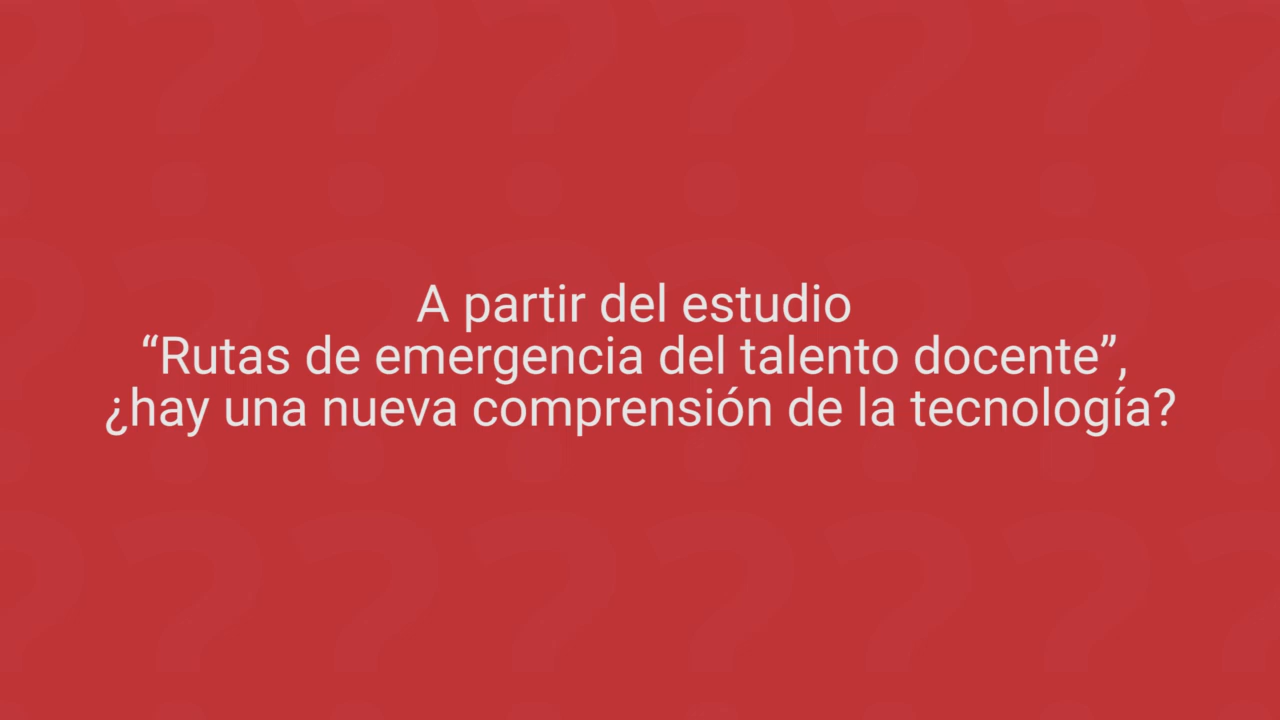 A partir del estudio
“Rutas de emergencia del talento docente”,
¿hay una nueva comprensión de la tecnología?